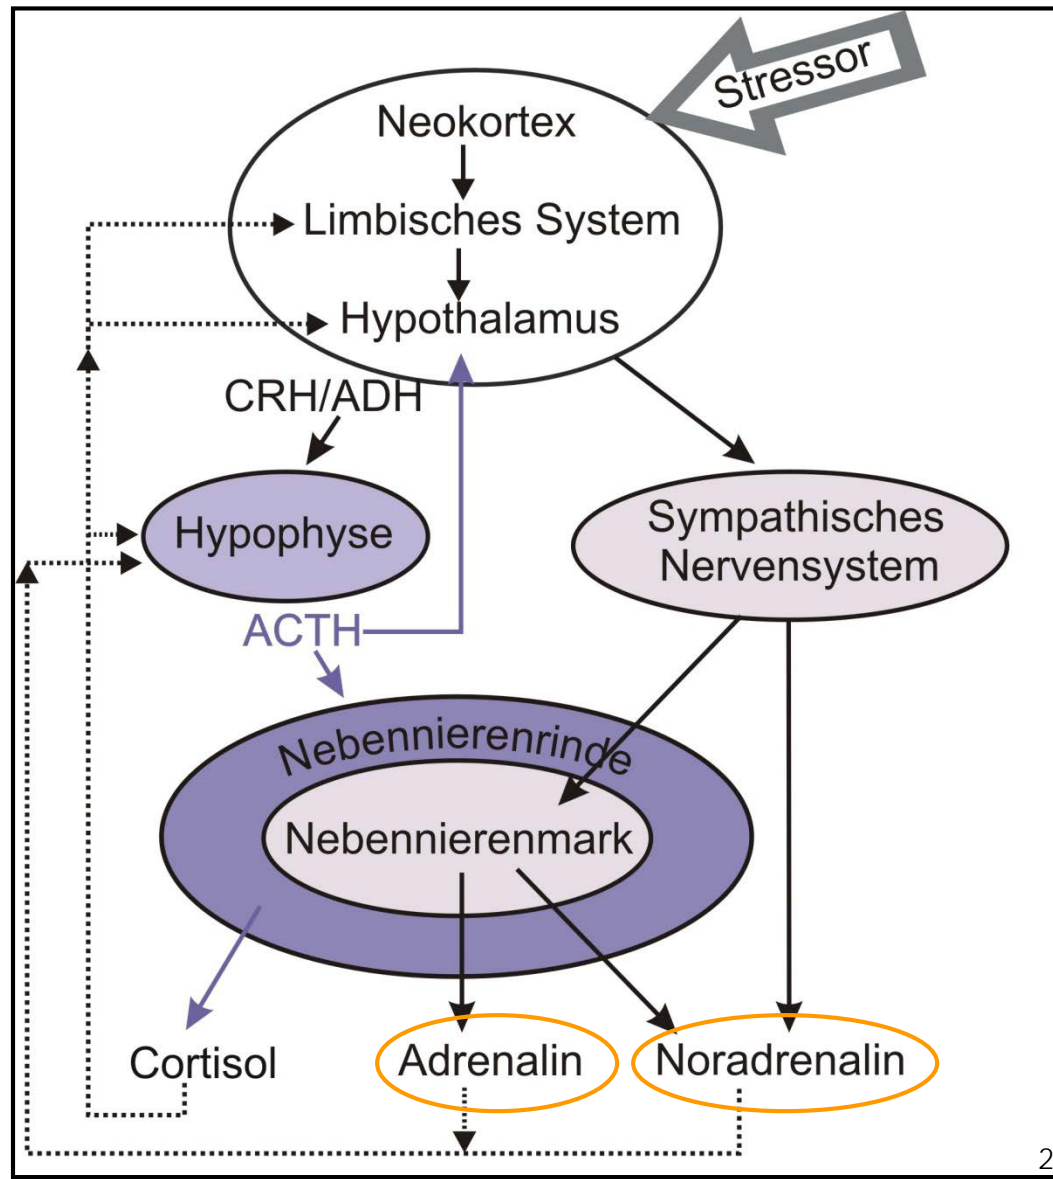 Stressor
Neokortex
Limbisches System
Hypothalamus
CRH/ADH
Hypophyse
Sympathisches
Nervensystem
ACTH
Nebennierenrinde
Nebennierenmark
Cortisol
Adrenalin
Noradrenalin
2